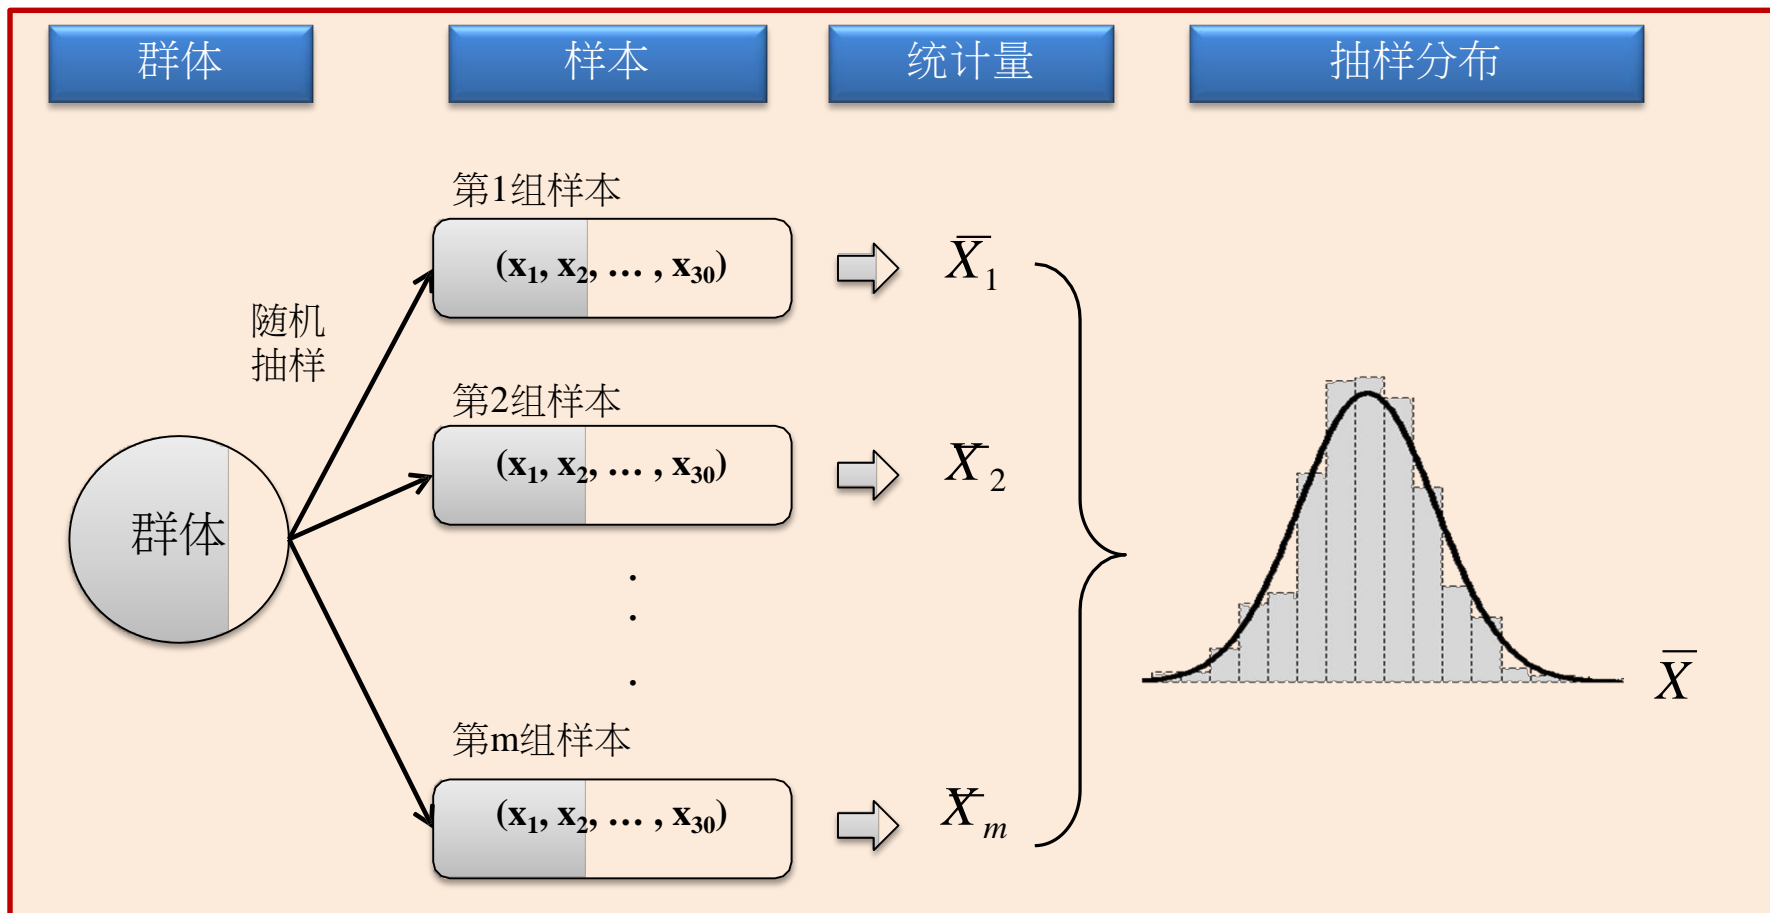 群体
样本
统计量
抽样分布
第1组样本
(x₁, x₂, … , x₃₀)
X̅₁
随机
抽样
第2组样本
(x₁, x₂, … , x₃₀)
X̅₂
群体
.
.
.
X̅
第m组样本
(x₁, x₂, … , x₃₀)
X̅ₘ